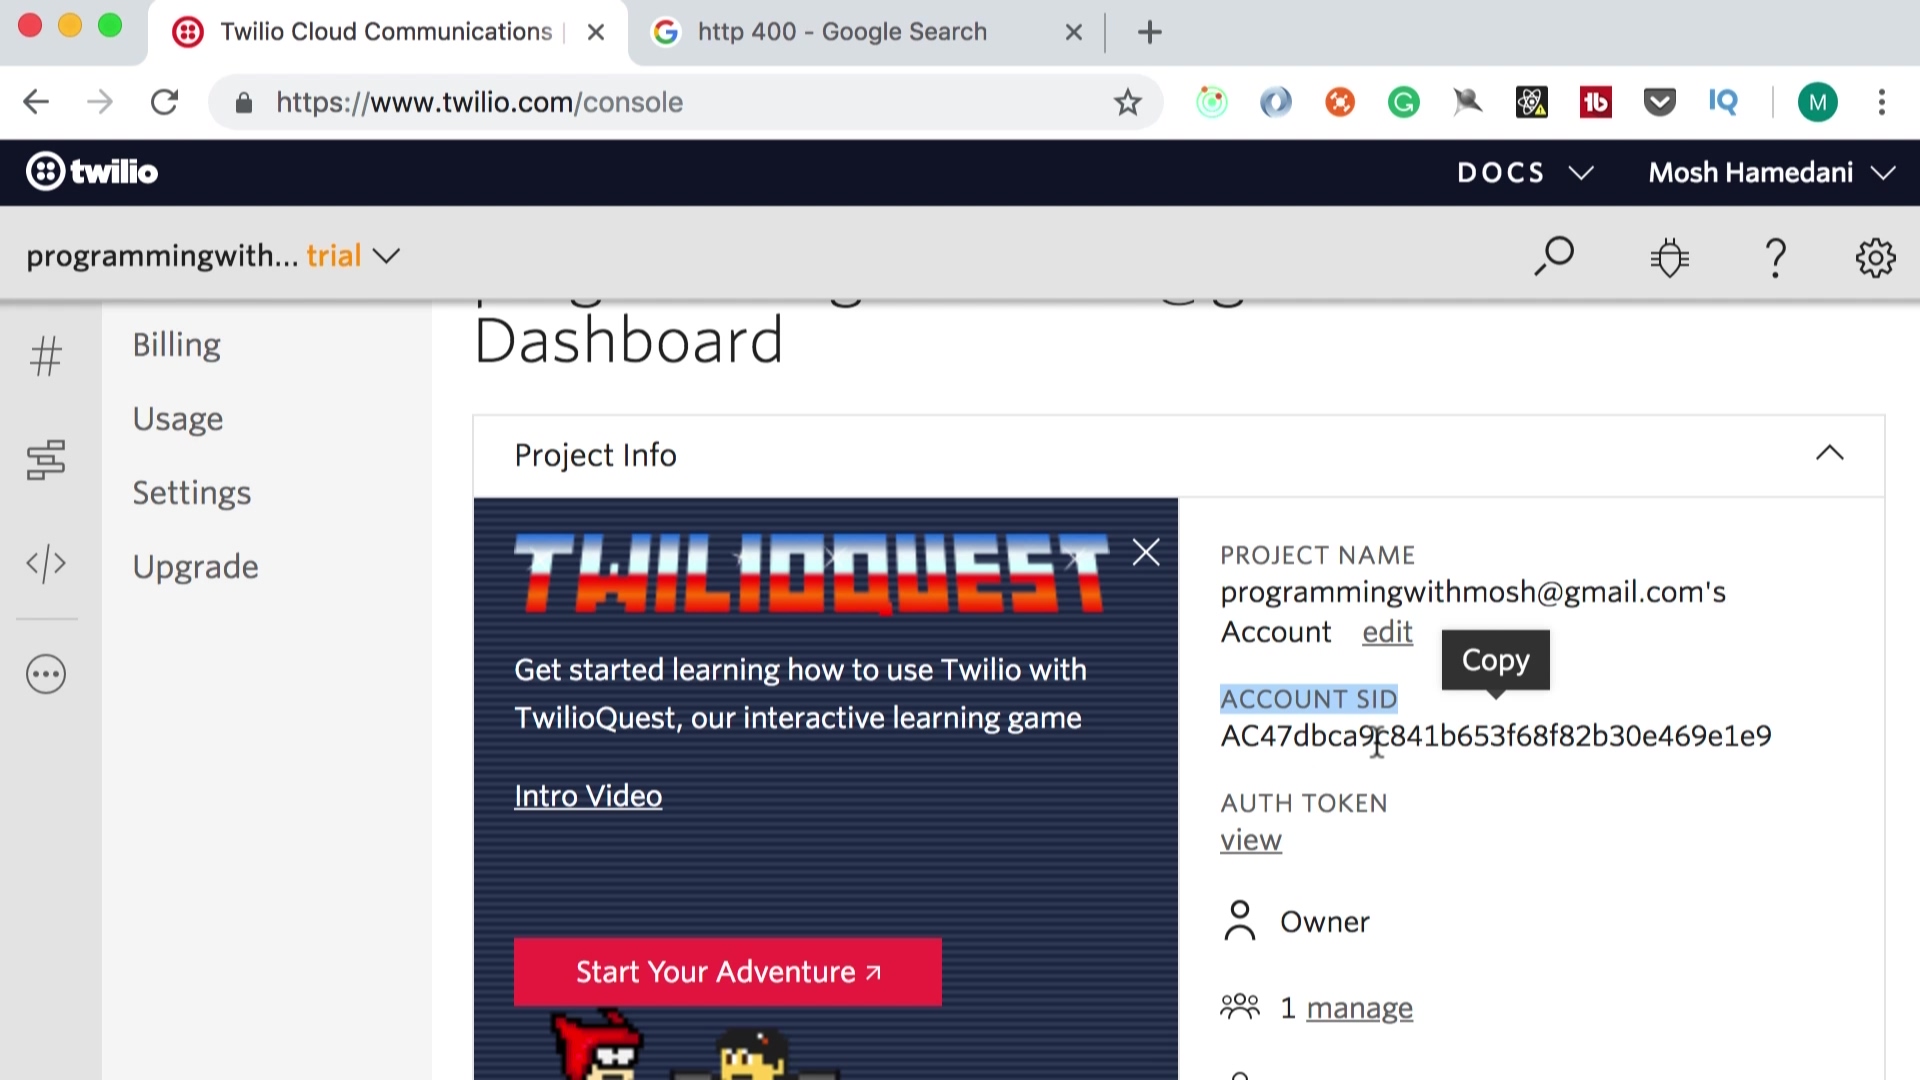 Twilio Cloud Communications
http 400 - Google Search
https://www.twilio.com/console
M
twilio
DOCS
Mosh Hamedani
programmingwith... trial
Billing
Usage
Settings
Upgrade
Dashboard
Project Info
TWILIOQUEST
Get started learning how to use Twilio with
TwilioQuest, our interactive learning game
Intro Video
Start Your Adventure
PROJECT NAME
programmingwithmosh@gmail.com's
Account edit
Copy
ACCOUNT SID
AC47dbca9c841b653f68f82b30e469e1e9
AUTH TOKEN
view
Owner
1 manage